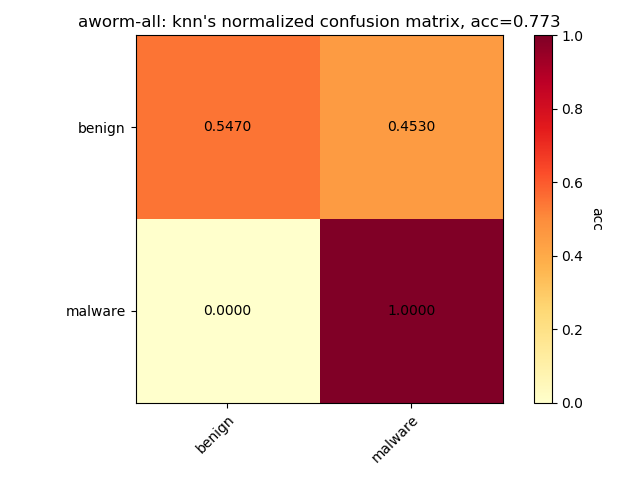 aworm-all: knn's normalized confusion matrix, acc=0.773
benign
0.5470
0.4530
malware
0.0000
1.0000
benign
malware
1.0
0.8
0.6
0.4
0.2
0.0
acc